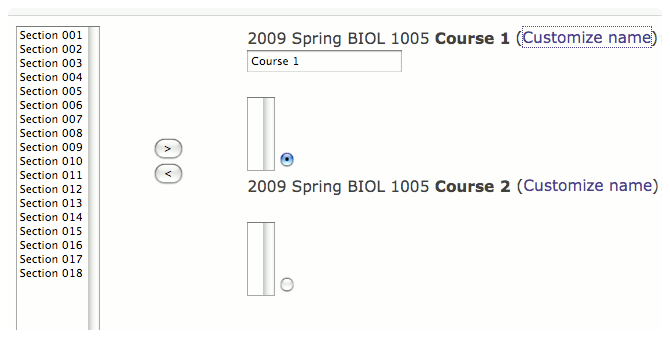 Section 001
Section 002
Section 003
Section 004
Section 005
Section 006
Section 007
Section 008
Section 009
Section 010
Section 011
Section 012
Section 013
Section 014
Section 015
Section 016
Section 017
Section 018
>
<
2009 Spring BIOL 1005 Course 1 (Customize name)
Course 1
2009 Spring BIOL 1005 Course 2 (Customize name)